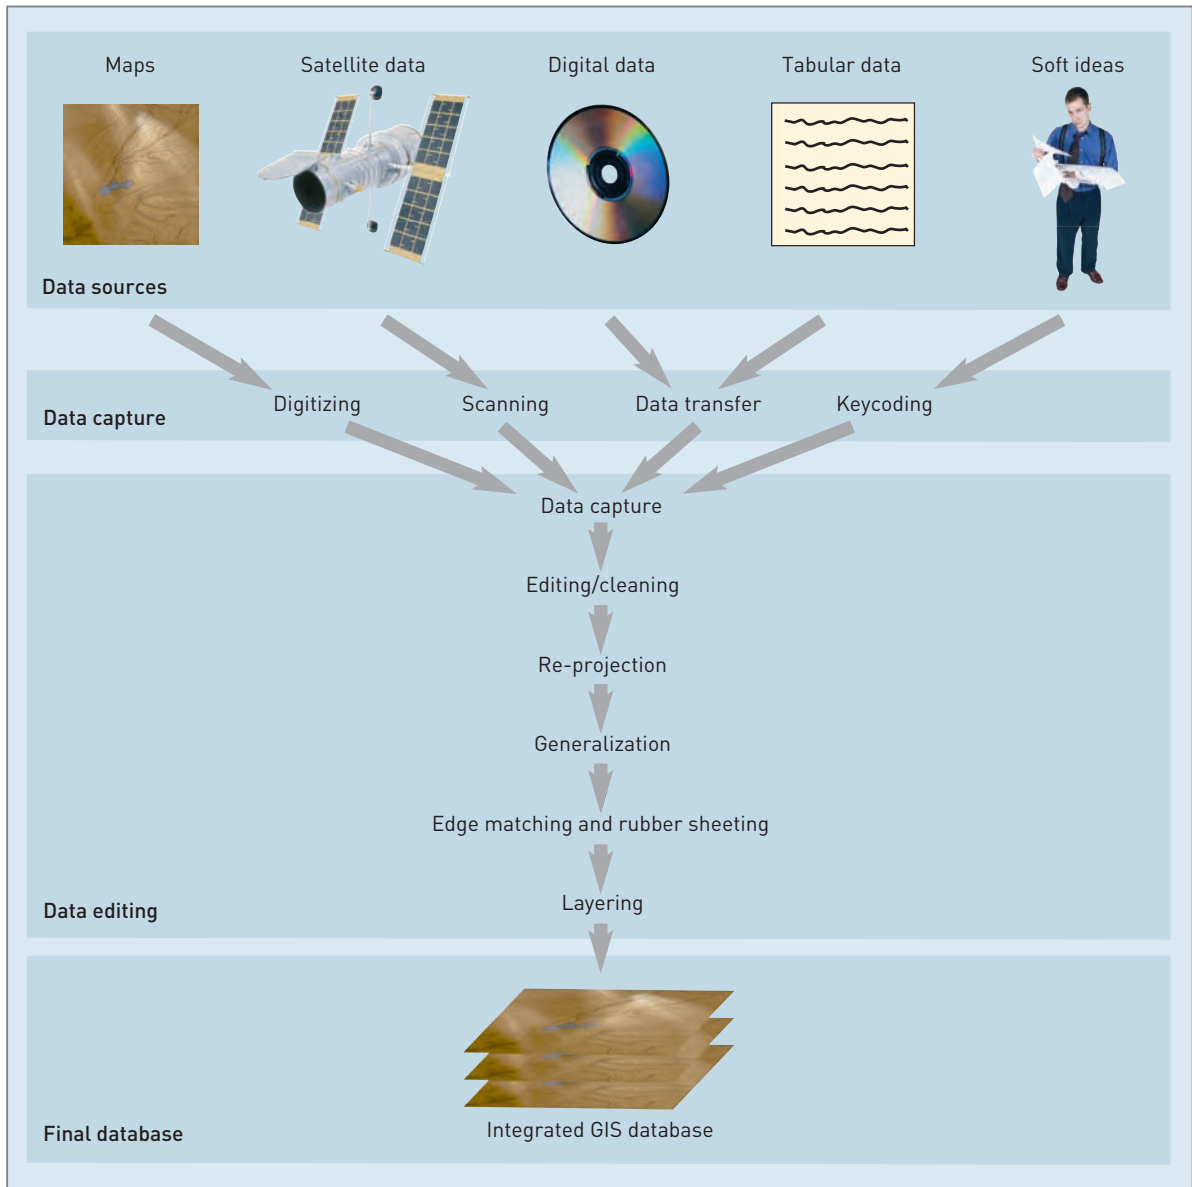 Maps
Satellite data
Digital data
Tabular data
Soft ideas
Data sources
Data capture
Digitizing
Scanning
Data transfer
Keycoding
Data capture
Editing/cleaning
Re-projection
Generalization
Edge matching and rubber sheeting
Layering
Data editing
Integrated GIS database
Final database